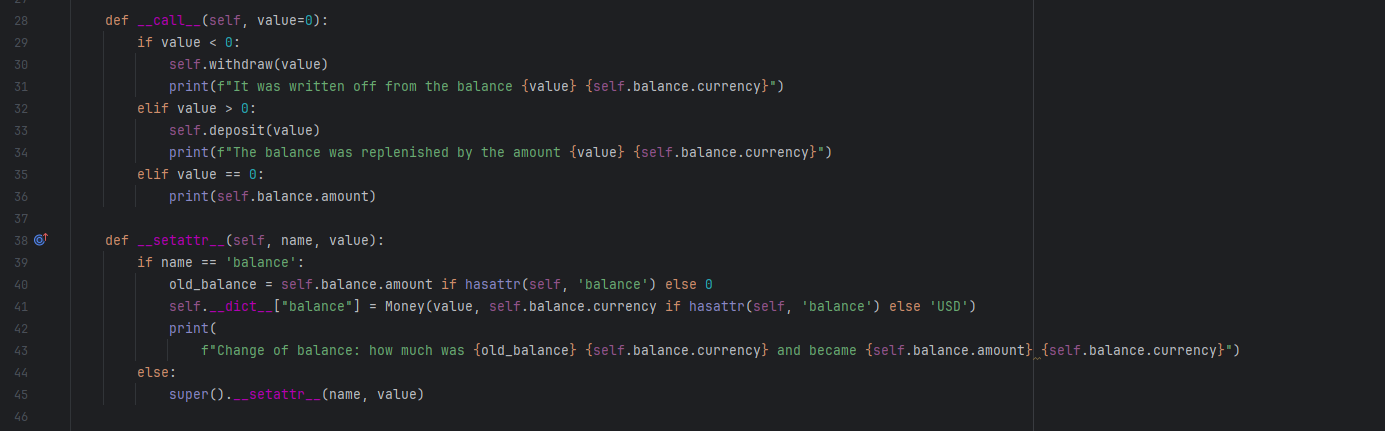 28 def __call__(self, value=0):
29 if value < 0:
30 self.withdraw(value)
31 print(f"It was written off from the balance {value} {self.balance.currency}")
32 elif value > 0:
33 self.deposit(value)
34 print(f"The balance was replenished by the amount {value} {self.balance.currency}")
35 elif value == 0:
36 print(self.balance.amount)
37
38 def __setattr__(self, name, value):
39 if name == 'balance':
40 old_balance = self.balance.amount if hasattr(self, 'balance') else 0
41 self.__dict__["balance"] = Money(value, self.balance.currency if hasattr(self, 'balance') else 'USD')
42 print(
43 f"Change of balance: how much was {old_balance} {self.balance.currency} and became {self.balance.amount} {self.balance.currency}")
44 else:
45 super().__setattr__(name, value)
46